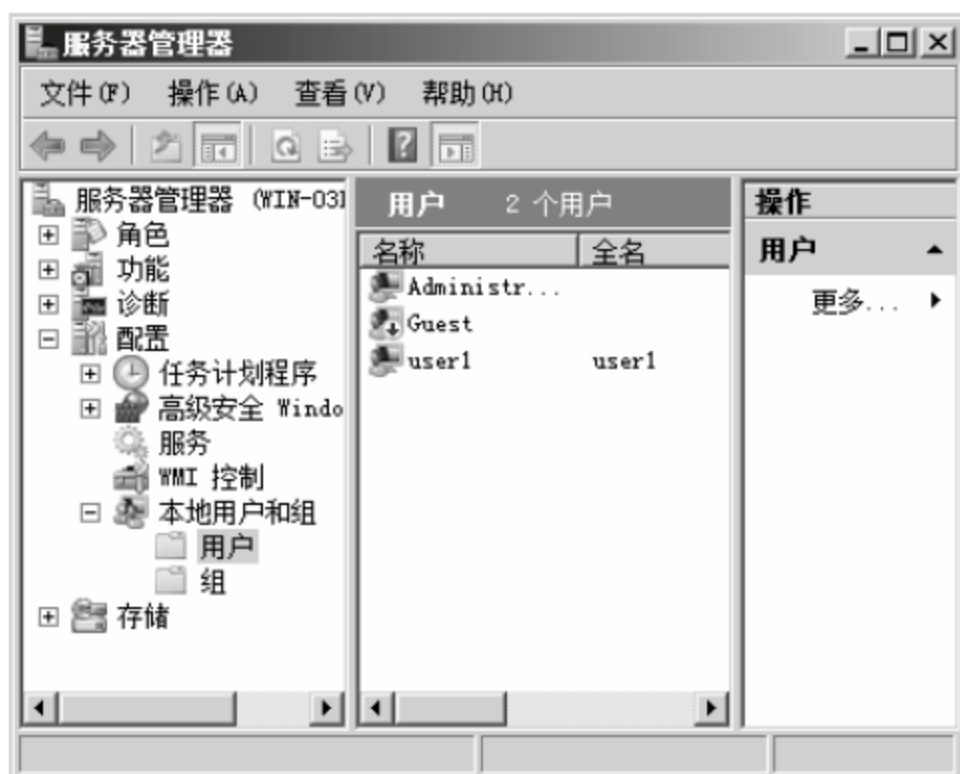 服务器管理器
文件(F) 操作(A) 查看(V) 帮助(H)
服务器管理器 (WIN-031
角色
功能
诊断
配置
任务计划程序
高级安全 Windo
服务
WMI 控制
本地用户和组
用户
组
存储
用户 2 个用户
名称 全名
Administr...
Guest
user1 user1
操作
用户
更多...